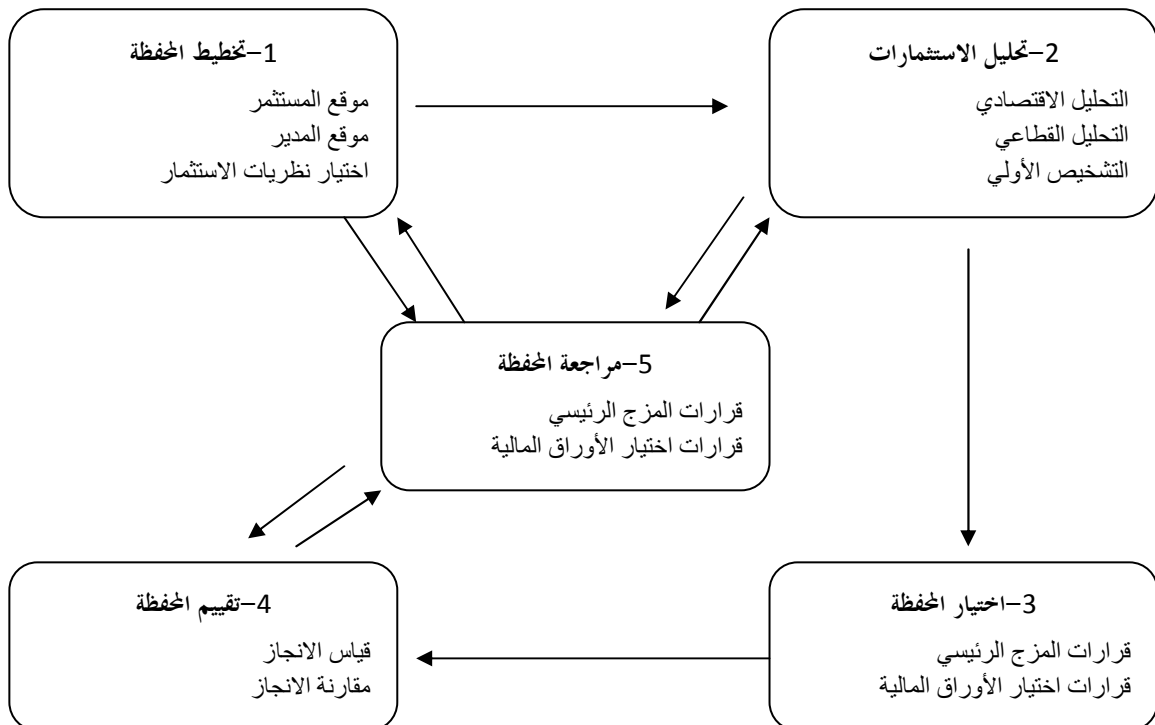 1-تخطيط المحفظة
موقع المستثمر
موقع المدير
اختيار نظريات الاستثمار
2-تحليل الاستثمارات
التحليل الاقتصادي
التحليل القطاعي
التشخيص الأولي
3-اختيار المحفظة
قرارات المزج الرئيسي
قرارات اختيار الأوراق المالية
4-تقييم المحفظة
قياس الانجاز
مقارنة الانجاز
5-مراجعة المحفظة
قرارات المزج الرئيسي
قرارات اختيار الأوراق المالية